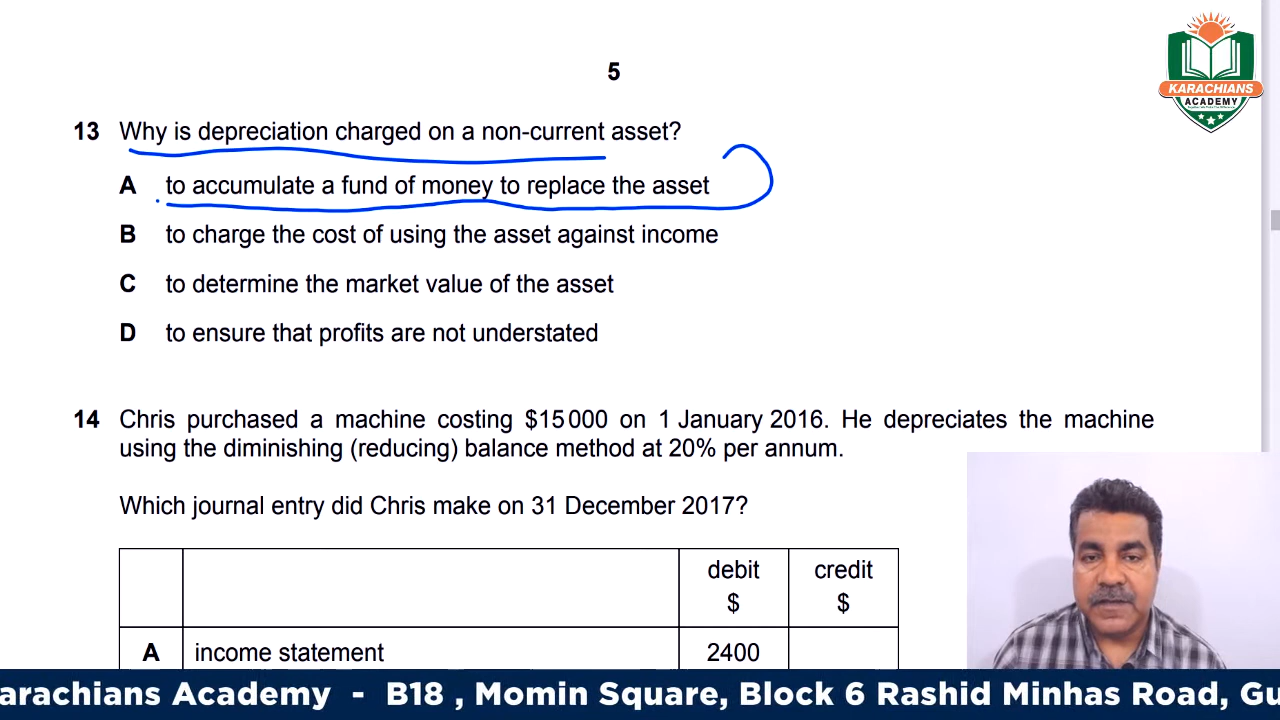 5
KARACHIANS
ACADEMY
13 Why is depreciation charged on a non-current asset?
A to accumulate a fund of money to replace the asset
B to charge the cost of using the asset against income
C to determine the market value of the asset
D to ensure that profits are not understated
14 Chris purchased a machine costing $15 000 on 1 January 2016. He depreciates the machine
using the diminishing (reducing) balance method at 20% per annum.
Which journal entry did Chris make on 31 December 2017?
debit credit
$ $
A income statement 2400
arachians Academy - B18 , Momin Square, Block 6 Rashid Minhas Road, Gu